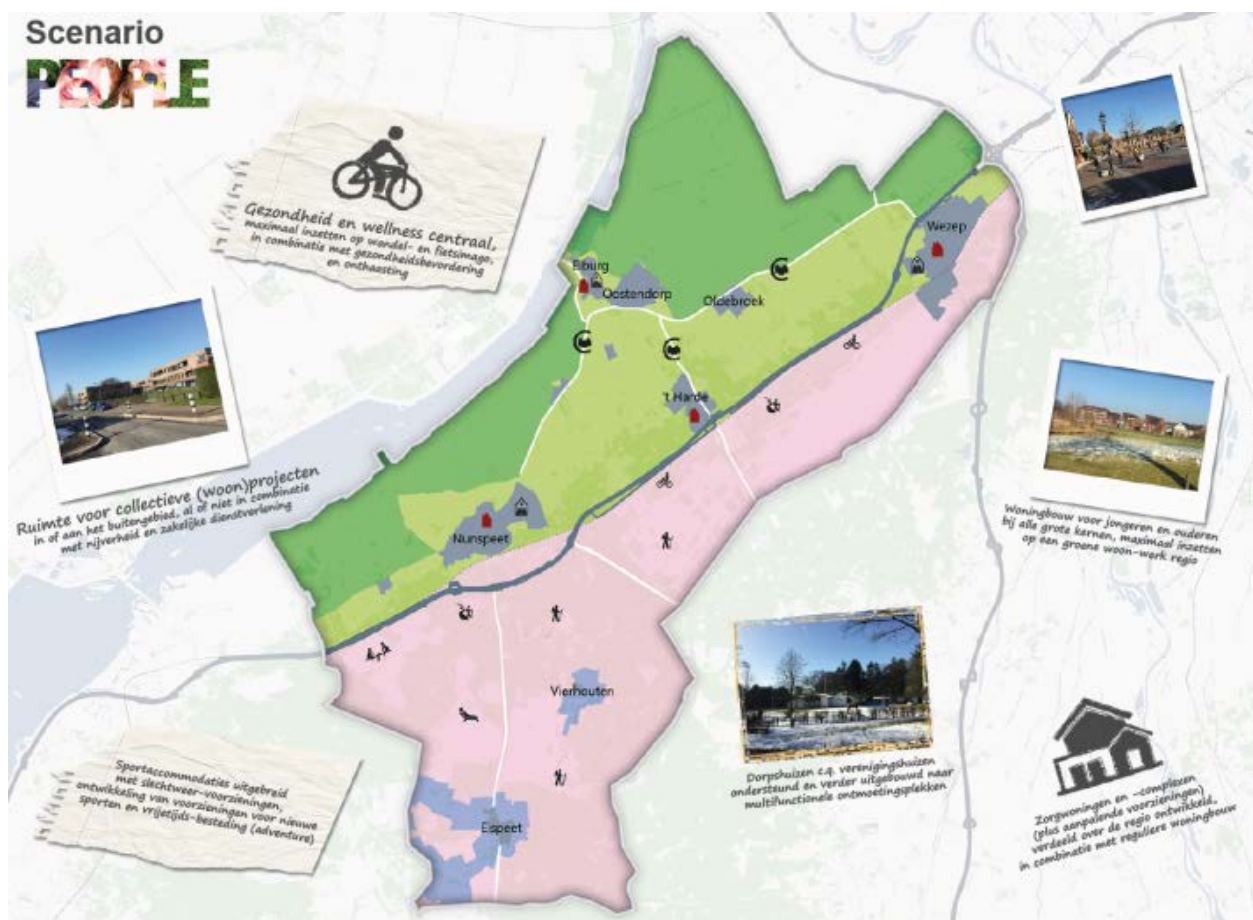 Scenario
PEOPLE
Gezondheid en wellness centraal,
maximaal inzetten op wandel- en fietsimago,
in combinatie met gezondheidsbevordering
en onthaasting
Elburg
Oostendorp
Oldebroek
Wezep
't Harde
Nunspeet
Vierhouten
Elspeet
Ruimte voor collectieve (woon)projecten
in of aan het buitengebied, al of niet in combinatie
met nijverheid en zakelijke dienstverlening
Woningbouw voor jongeren en ouderen
bij alle grote kernen, maximaal inzetten
op een groene woon-werk regio
Sportaccommodaties uitgebreid
met slechtweer-voorzieningen,
ontwikkeling van voorzieningen voor nieuwe
sporten en vrijetijds-besteding (adventure)
Dorpshuizen c.q. verenigingshuizen
ondersteund en verder uitgebouwd naar
multifunctionele ontmoetingsplekken
Zorgwoningen en -complexen
(plus aanpalende voorzieningen)
verdeeld over de regio ontwikkeld,
in combinatie met reguliere woningbouw